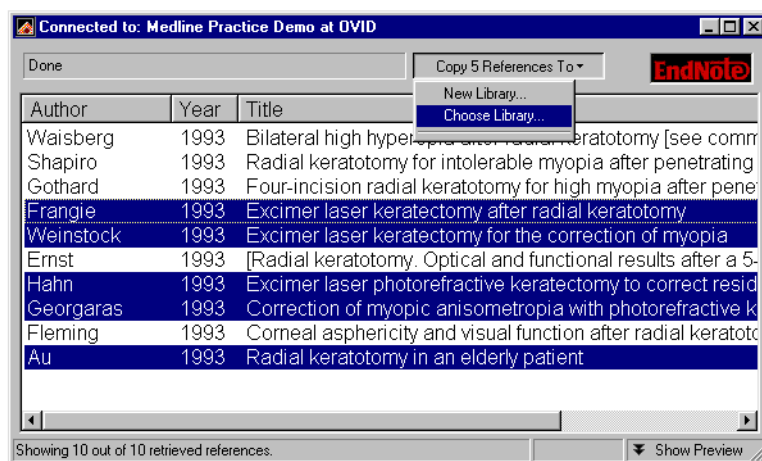 Connected to: Medline Practice Demo at OVID
Done
Copy 5 References To
EndNote
New Library...
Choose Library...
Author Year Title
Waisberg 1993 Bilateral high hyperopia after radial keratotomy [see comm
Shapiro 1993 Radial keratotomy for intolerable myopia after penetrating
Gothard 1993 Four-incision radial keratotomy for high myopia after pene
Frangie 1993 Excimer laser keratectomy after radial keratotomy
Weinstock 1993 Excimer laser keratectomy for the correction of myopia
Ernst 1993 [Radial keratotomy. Optical and functional results after a 5-
Hahn 1993 Excimer laser photorefractive keratectomy to correct resid
Georgaras 1993 Correction of myopic anisometropia with photorefractive k
Fleming 1993 Corneal asphericity and visual function after radial keratoto
Au 1993 Radial keratotomy in an elderly patient
Showing 10 out of 10 retrieved references.
Show Preview